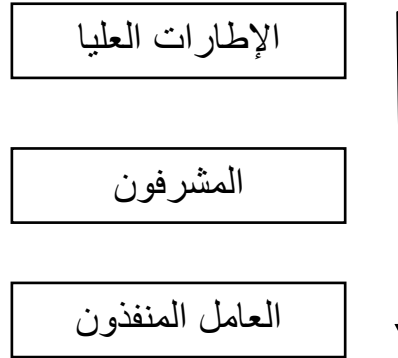 الإطارات العليا
المشرفون
العامل المنفذون